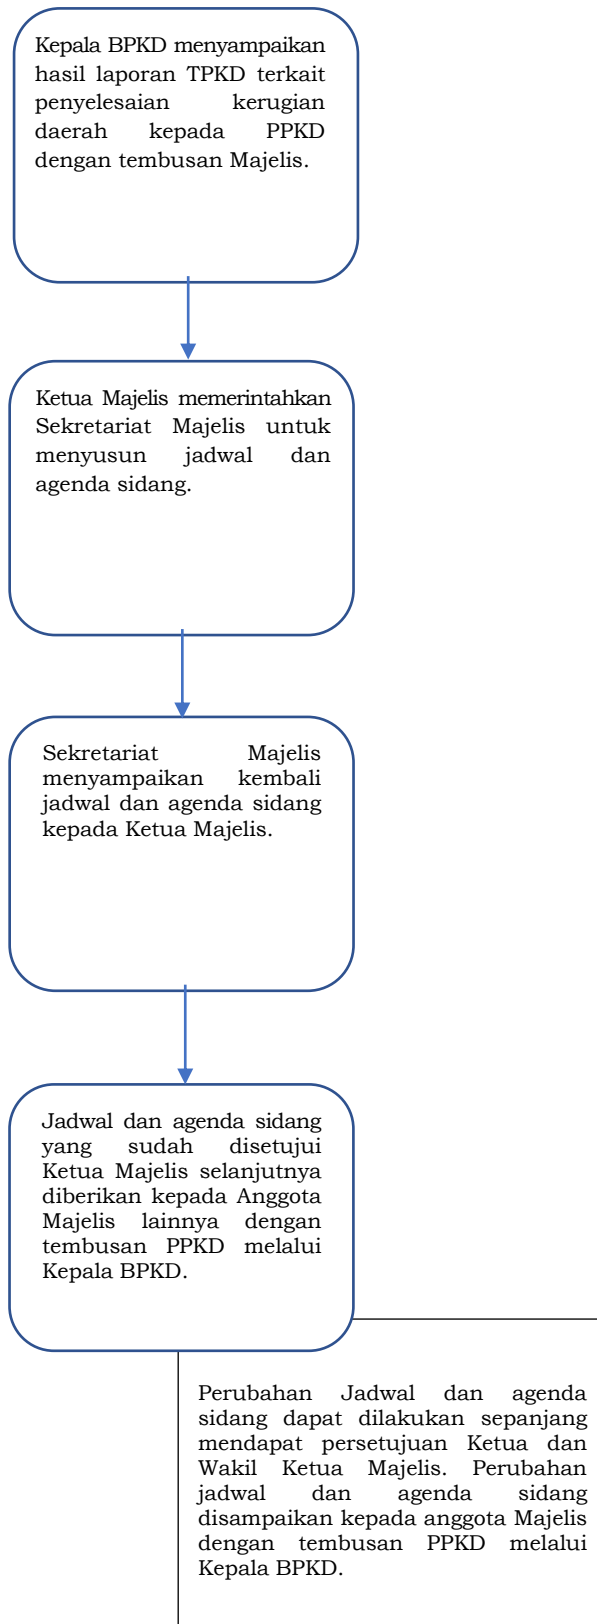 Kepala BPKD menyampaikan
hasil laporan TPKD terkait
penyelesaian kerugian
daerah kepada PPKD
dengan tembusan Majelis.
Ketua Majelis memerintahkan
Sekretariat Majelis untuk
menyusun jadwal dan
agenda sidang.
Sekretariat Majelis
menyampaikan kembali
jadwal dan agenda sidang
kepada Ketua Majelis.
Jadwal dan agenda sidang
yang sudah disetujui
Ketua Majelis selanjutnya
diberikan kepada Anggota
Majelis lainnya dengan
tembusan PPKD melalui
Kepala BPKD.
Perubahan Jadwal dan agenda
sidang dapat dilakukan sepanjang
mendapat persetujuan Ketua dan
Wakil Ketua Majelis. Perubahan
jadwal dan agenda sidang
disampaikan kepada anggota Majelis
dengan tembusan PPKD melalui
Kepala BPKD.